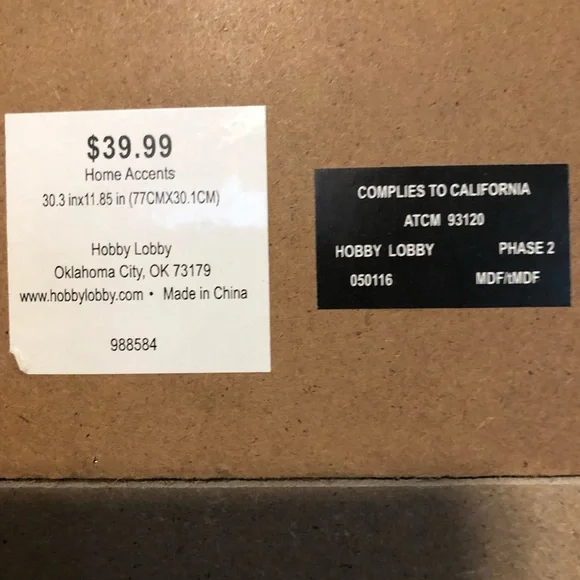 $39.99
Home Accents
30.3 inx11.85 in (77CMX30.1CM)
Hobby Lobby
Oklahoma City, OK 73179
www.hobbylobby.com • Made in China
988584
COMPLIES TO CALIFORNIA
ATCM 93120
HOBBY LOBBY PHASE 2
050116 MDF/tMDF